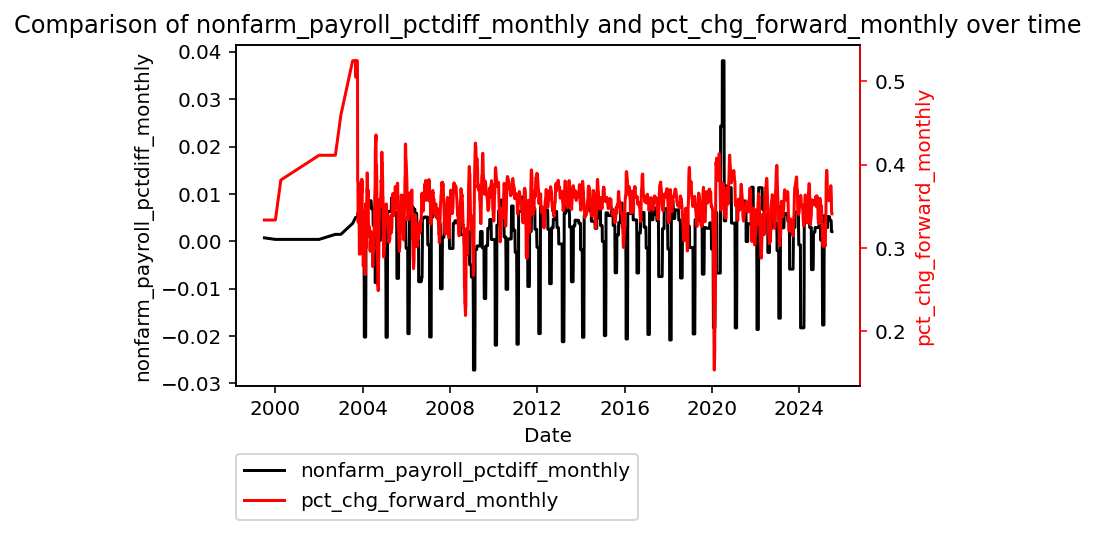 Comparison of nonfarm_payroll_pctdiff_monthly and pct_chg_forward_monthly over time
nonfarm_payroll_pctdiff_monthly
0.04
0.03
0.02
0.01
0.00
−0.01
−0.02
−0.03
0.5
0.4
0.3
0.2
pct_chg_forward_monthly
2000 2004 2008 2012 2016 2020 2024
Date
nonfarm_payroll_pctdiff_monthly
pct_chg_forward_monthly